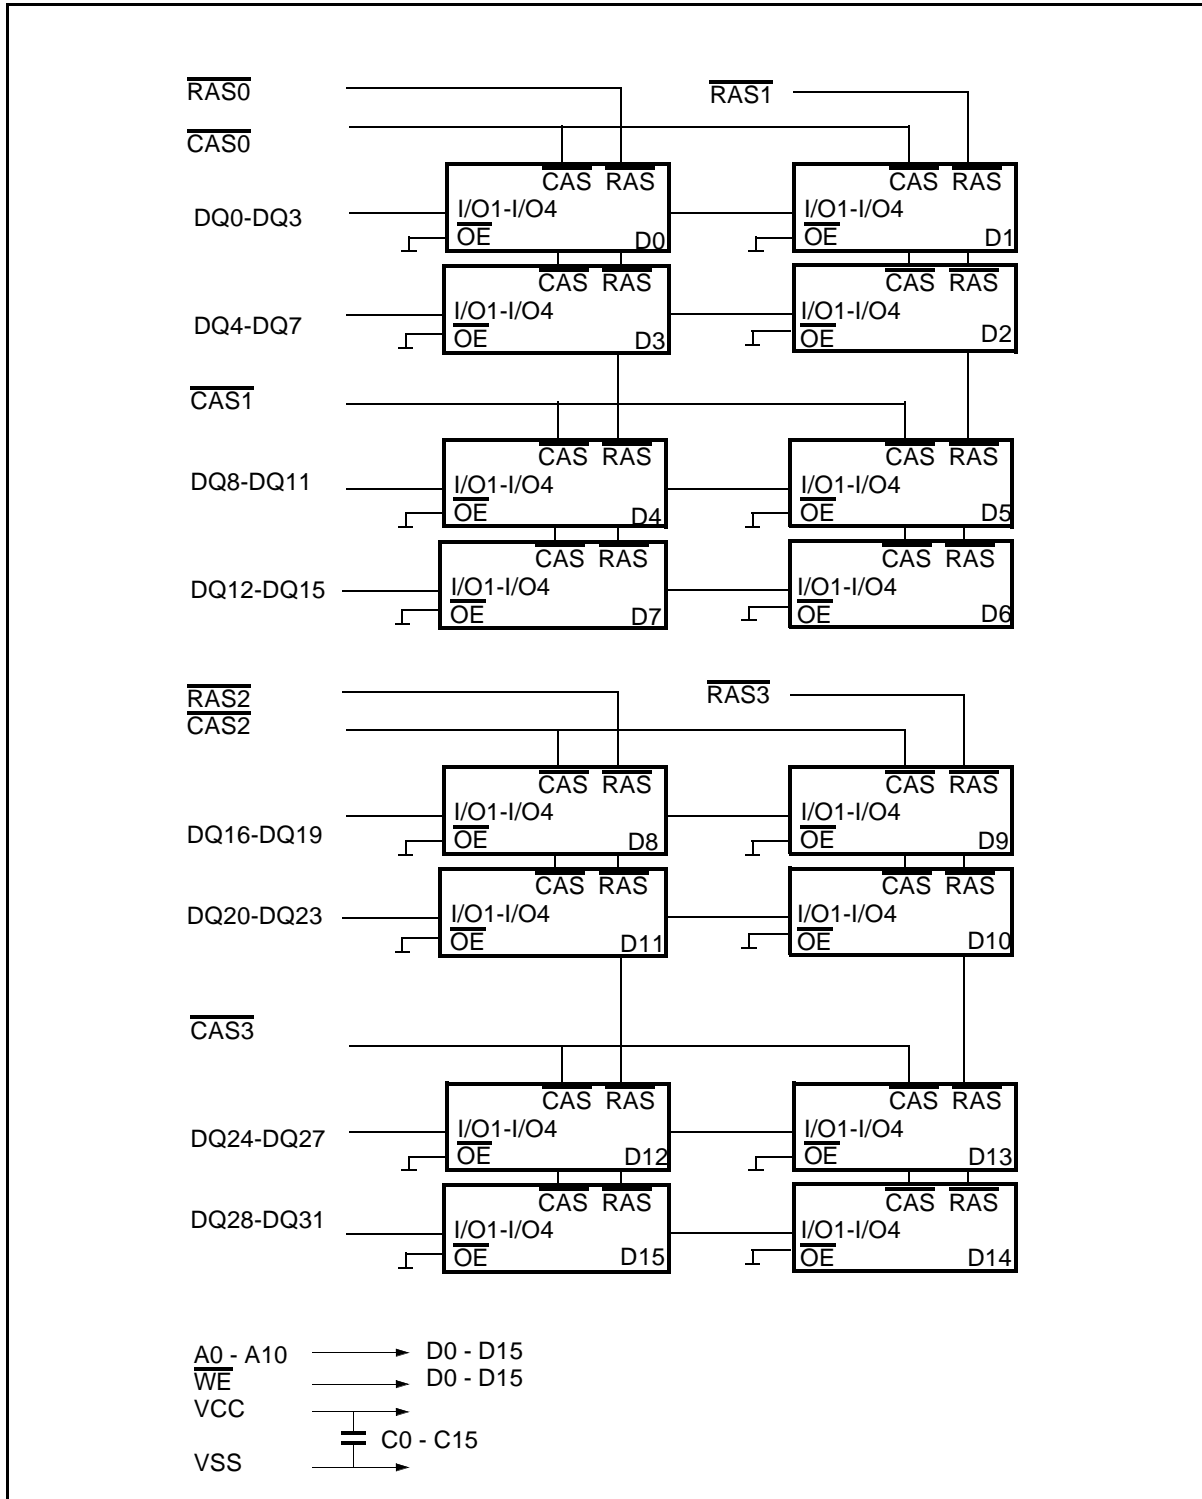 RAS0
RAS1
CAS0
CAS RAS
CAS RAS
DQ0-DQ3
I/O1-I/O4
OE
D0
I/O1-I/O4
OE
D1
CAS RAS
CAS RAS
DQ4-DQ7
I/O1-I/O4
OE
D3
I/O1-I/O4
OE
D2
CAS1
CAS RAS
CAS RAS
DQ8-DQ11
I/O1-I/O4
OE
D4
I/O1-I/O4
OE
D5
CAS RAS
CAS RAS
DQ12-DQ15
I/O1-I/O4
OE
D7
I/O1-I/O4
OE
D6
RAS2
RAS3
CAS2
CAS RAS
CAS RAS
DQ16-DQ19
I/O1-I/O4
OE
D8
I/O1-I/O4
OE
D9
CAS RAS
CAS RAS
DQ20-DQ23
I/O1-I/O4
OE
D11
I/O1-I/O4
OE
D10
CAS3
CAS RAS
CAS RAS
DQ24-DQ27
I/O1-I/O4
OE
D12
I/O1-I/O4
OE
D13
CAS RAS
CAS RAS
DQ28-DQ31
I/O1-I/O4
OE
D15
I/O1-I/O4
OE
D14
A0 - A10
D0 - D15
WE
D0 - D15
VCC
C0 - C15
VSS